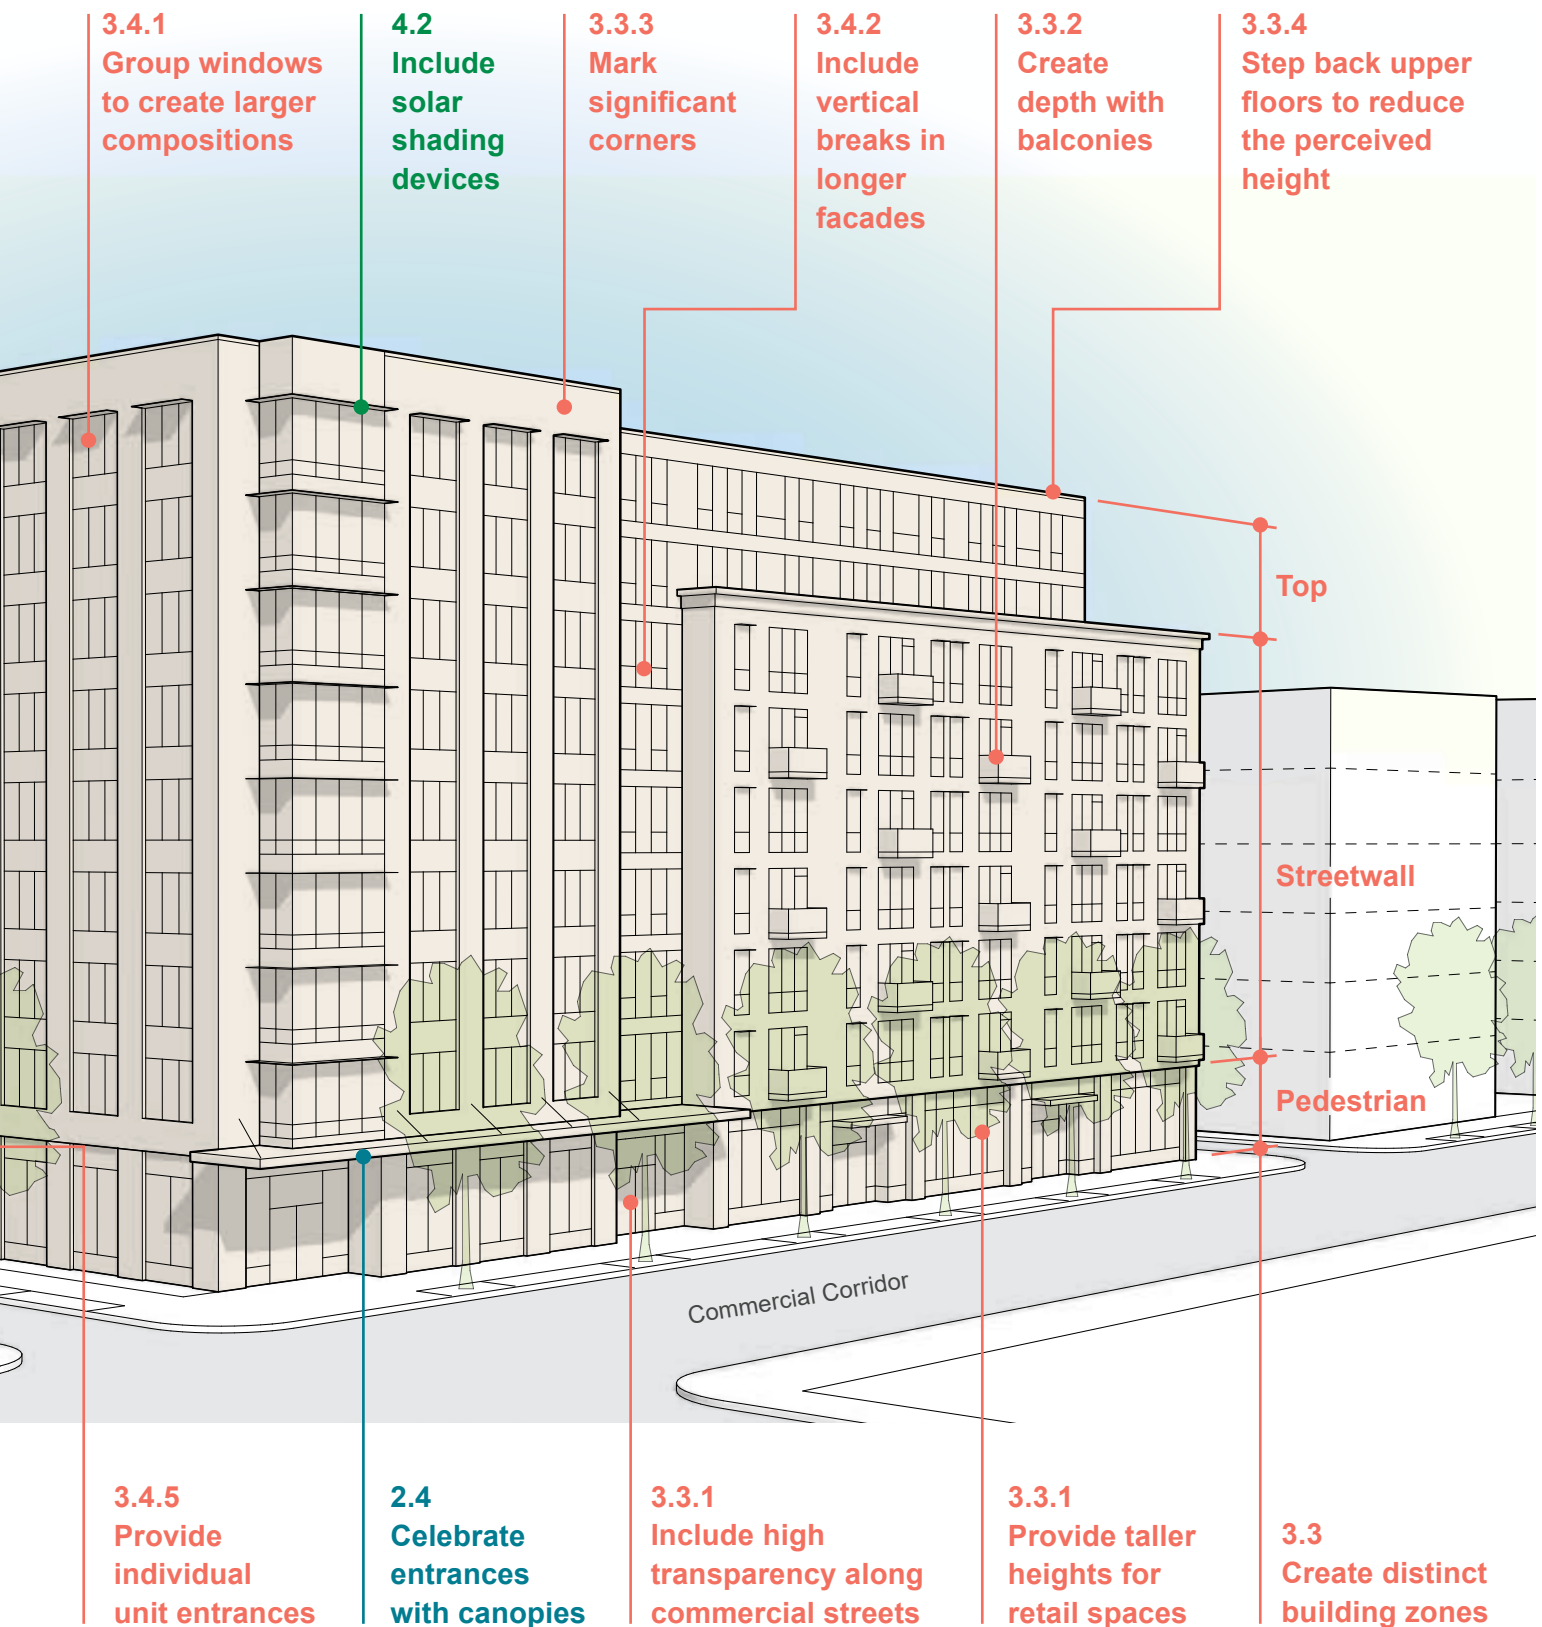 3.4.1
Group windows
to create larger
compositions
4.2
Include
solar
shading
devices
3.3.3
Mark
significant
corners
3.4.2
Include
vertical
breaks in
longer
facades
3.3.2
Create
depth with
balconies
3.3.4
Step back upper
floors to reduce
the perceived
height
Top
Streetwall
Pedestrian
Commercial Corridor
3.4.5
Provide
individual
unit entrances
2.4
Celebrate
entrances
with canopies
3.3.1
Include high
transparency along
commercial streets
3.3.1
Provide taller
heights for
retail spaces
3.3
Create distinct
building zones